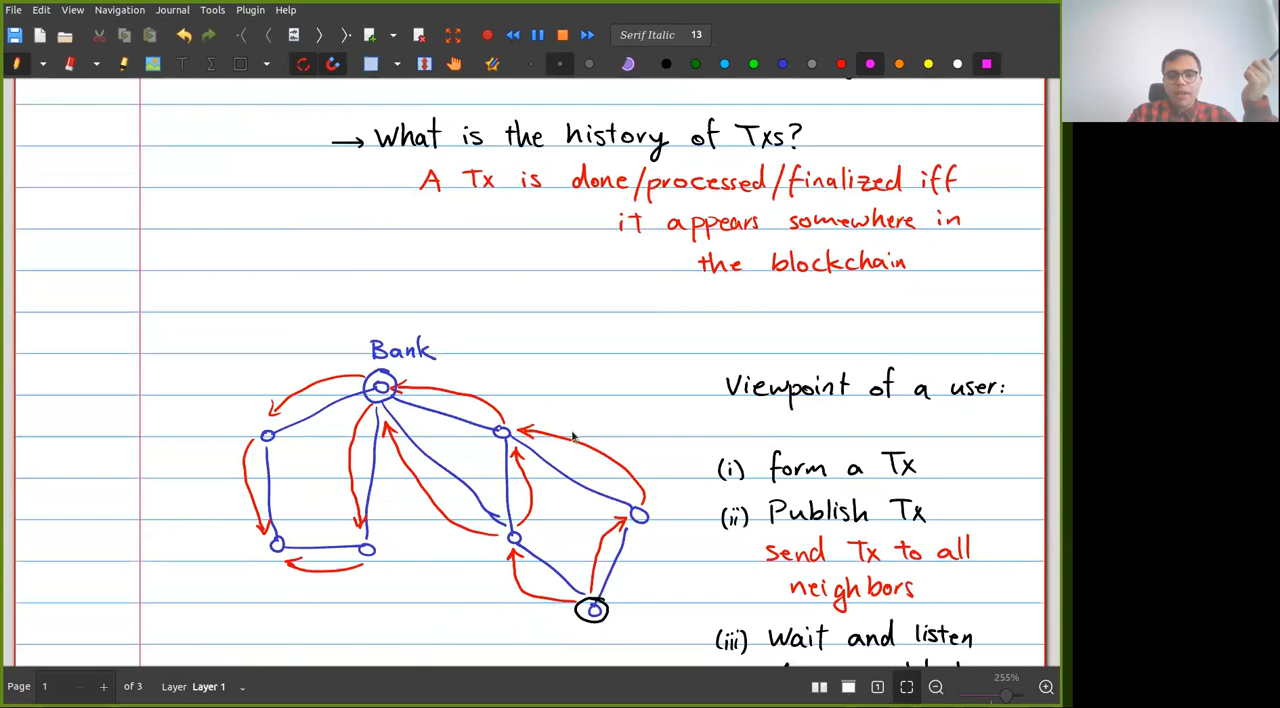 File Edit View Navigation Journal Tools Plugin Help
Serif Italic 13
→ What is the history of Txs?
A Tx is done/processed/finalized iff
it appears somewhere in
the blockchain
Bank
Viewpoint of a user:
(i) form a Tx
(ii) Publish Tx
send Tx to all
neighbors
(iii) Wait and listen
Page 1 of 3 Layer Layer 1 255%